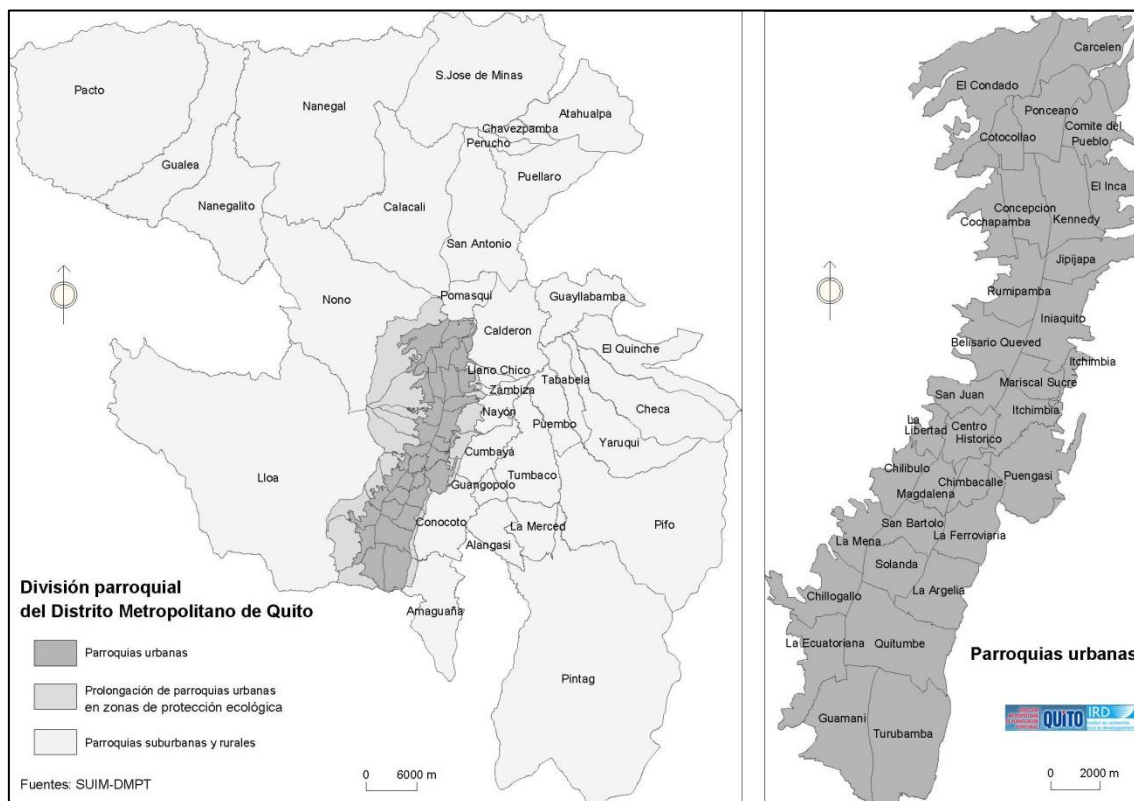 Pacto
Nanegal
S.Jose de Minas
Atahualpa
Chavezpamba
Perucho
Gualea
Puellaro
Nanegalito
Calacali
San Antonio
Nono
Pomasqui
Guayllabamba
Calderon
El Quinche
Llano Chico
Tababela
Zámbiza
Checa
Nayón
Puembo
Yaruqui
Cumbayá
Lloa
Tumbaco
Guangopolo
Conocoto
La Merced
Pifo
Alangasi
Amaguaña
Pintag
División parroquial
del Distrito Metropolitano de Quito
Parroquias urbanas
Prolongación de parroquias urbanas
en zonas de protección ecológica
Parroquias suburbanas y rurales
Fuentes: SUIM-DMPT
0 6000 m
Carcelen
El Condado
Ponceano
Comite del
Pueblo
Cotocollao
El Inca
Concepcion
Kennedy
Cochapamba
Jipijapa
Rumipamba
Iniaquito
Belisario Queved
Itchimbia
Mariscal Sucre
San Juan
Itchimbia
La
Libertad
Centro
Historico
Chilibulo
Puengasi
Chimbacalle
Magdalena
San Bartolo
La Ferroviaria
La Mena
Solanda
La Argelia
Chillogallo
La Ecuatoriana
Quitumbe
Parroquias urbanas
Guamani
Turubamba
QUITO
IRD
0 2000 m